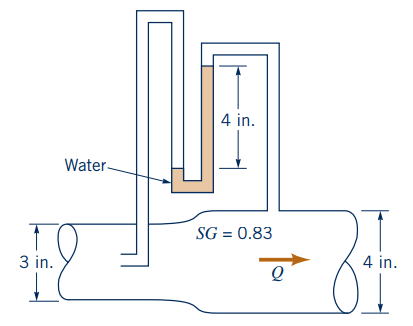 4 in.
Water
SG = 0.83
3 in.
Q
4 in.